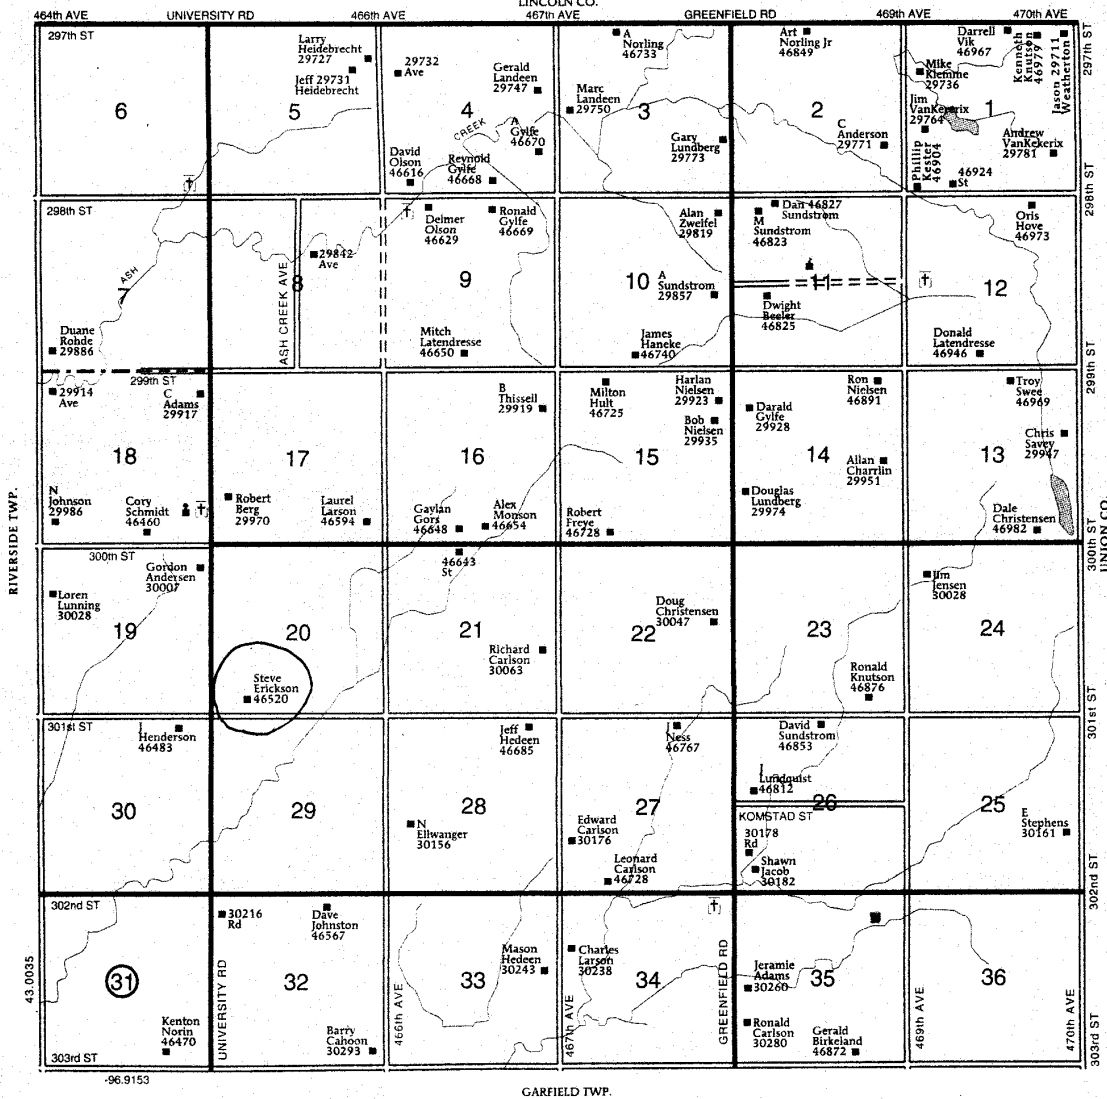 LINCOLN CO.
464th AVE
UNIVERSITY RD
466th AVE
467th AVE
GREENFIELD RD
469th AVE
470th AVE
297th ST
297th ST
6
5
Larry
Heidebrecht
29727
Jeff 29731
Heidebrecht
4
29732
Ave
Gerald
Landeen
29747
CREEK
A
Gylfe
46670
David
Olson
46616
Reynold
Gylfe
46668
3
A
Norling
46733
Marc
Landeen
29750
Gary
Lundberg
29773
2
Art
Norling Jr
46849
C
Anderson
29771
1
Darrell
Vik
46967
Kenneth
Knutson
46979
Jason 29711
Weatherton
Mike
Klemme
29736
Jim
VanKekerix
29764
Andrew
VanKekerix
29781
Phillip
Kester
46904
46924
St
298th ST
298th ST
ASH
7
8
29842
Ave
ASH CREEK AVE
Duane
Rohde
29886
9
Delmer
Olson
46629
Ronald
Gylfe
46669
Mitch
Latendresse
46650
10
Alan
Zweifel
29819
A
Sundstrom
29857
James
Haneke
46740
11
Dan 46827
Sundstrom
M
Sundstrom
46823
Dwight
Beeler
46825
12
Oris
Hove
46973
Donald
Latendresse
46946
299th ST
299th ST
18
29914
Ave
C
Adams
29917
N
Johnson
29986
Cory
Schmidt
46460
17
Robert
Berg
29970
Laurel
Larson
46594
16
B
Thissell
29919
Gaylan
Gors
46648
Alex
Monson
46654
15
Milton
Hult
46725
Harlan
Nielsen
29923
Bob
Nielsen
29935
Robert
Freye
46728
14
Darald
Gylfe
29928
Ron
Nielsen
46891
Allan
Charrlin
29951
Douglas
Lundberg
29974
13
Troy
Swee
46969
Chris
Savey
29947
Dale
Christensen
46982
RIVERSIDE TWP.
UNION CO.
300th ST
300th ST
19
Gordon
Andersen
30007
Loren
Lunning
30028
20
Steve
Erickson
46520
21
46643
St
Richard
Carlson
30063
22
Doug
Christensen
30047
23
Ronald
Knutson
46876
24
Jim
Jensen
30028
301st ST
301st ST
30
J
Henderson
46483
29
28
Jeff
Hedeen
46685
N
Ellwanger
30156
27
J
Ness
46767
Edward
Carlson
30176
Leonard
Carlson
46728
26
David
Sundstrom
46853
J
Lundquist
46812
KOMSTAD ST
30178
Rd
Shawn
Jacob
30182
25
E
Stephens
30161
302nd ST
302nd ST
31
Kenton
Norin
46470
32
30216
Rd
Dave
Johnston
46567
Barry
Cahoon
30293
UNIVERSITY RD
33
Mason
Hedeen
30243
466th AVE
34
Charles
Larson
30238
467th AVE
GREENFIELD RD
35
Jeramie
Adams
30260
Ronald
Carlson
30280
Gerald
Birkeland
46872
36
469th AVE
470th AVE
43.0035
303rd ST
303rd ST
-96.9153
GARFIELD TWP.